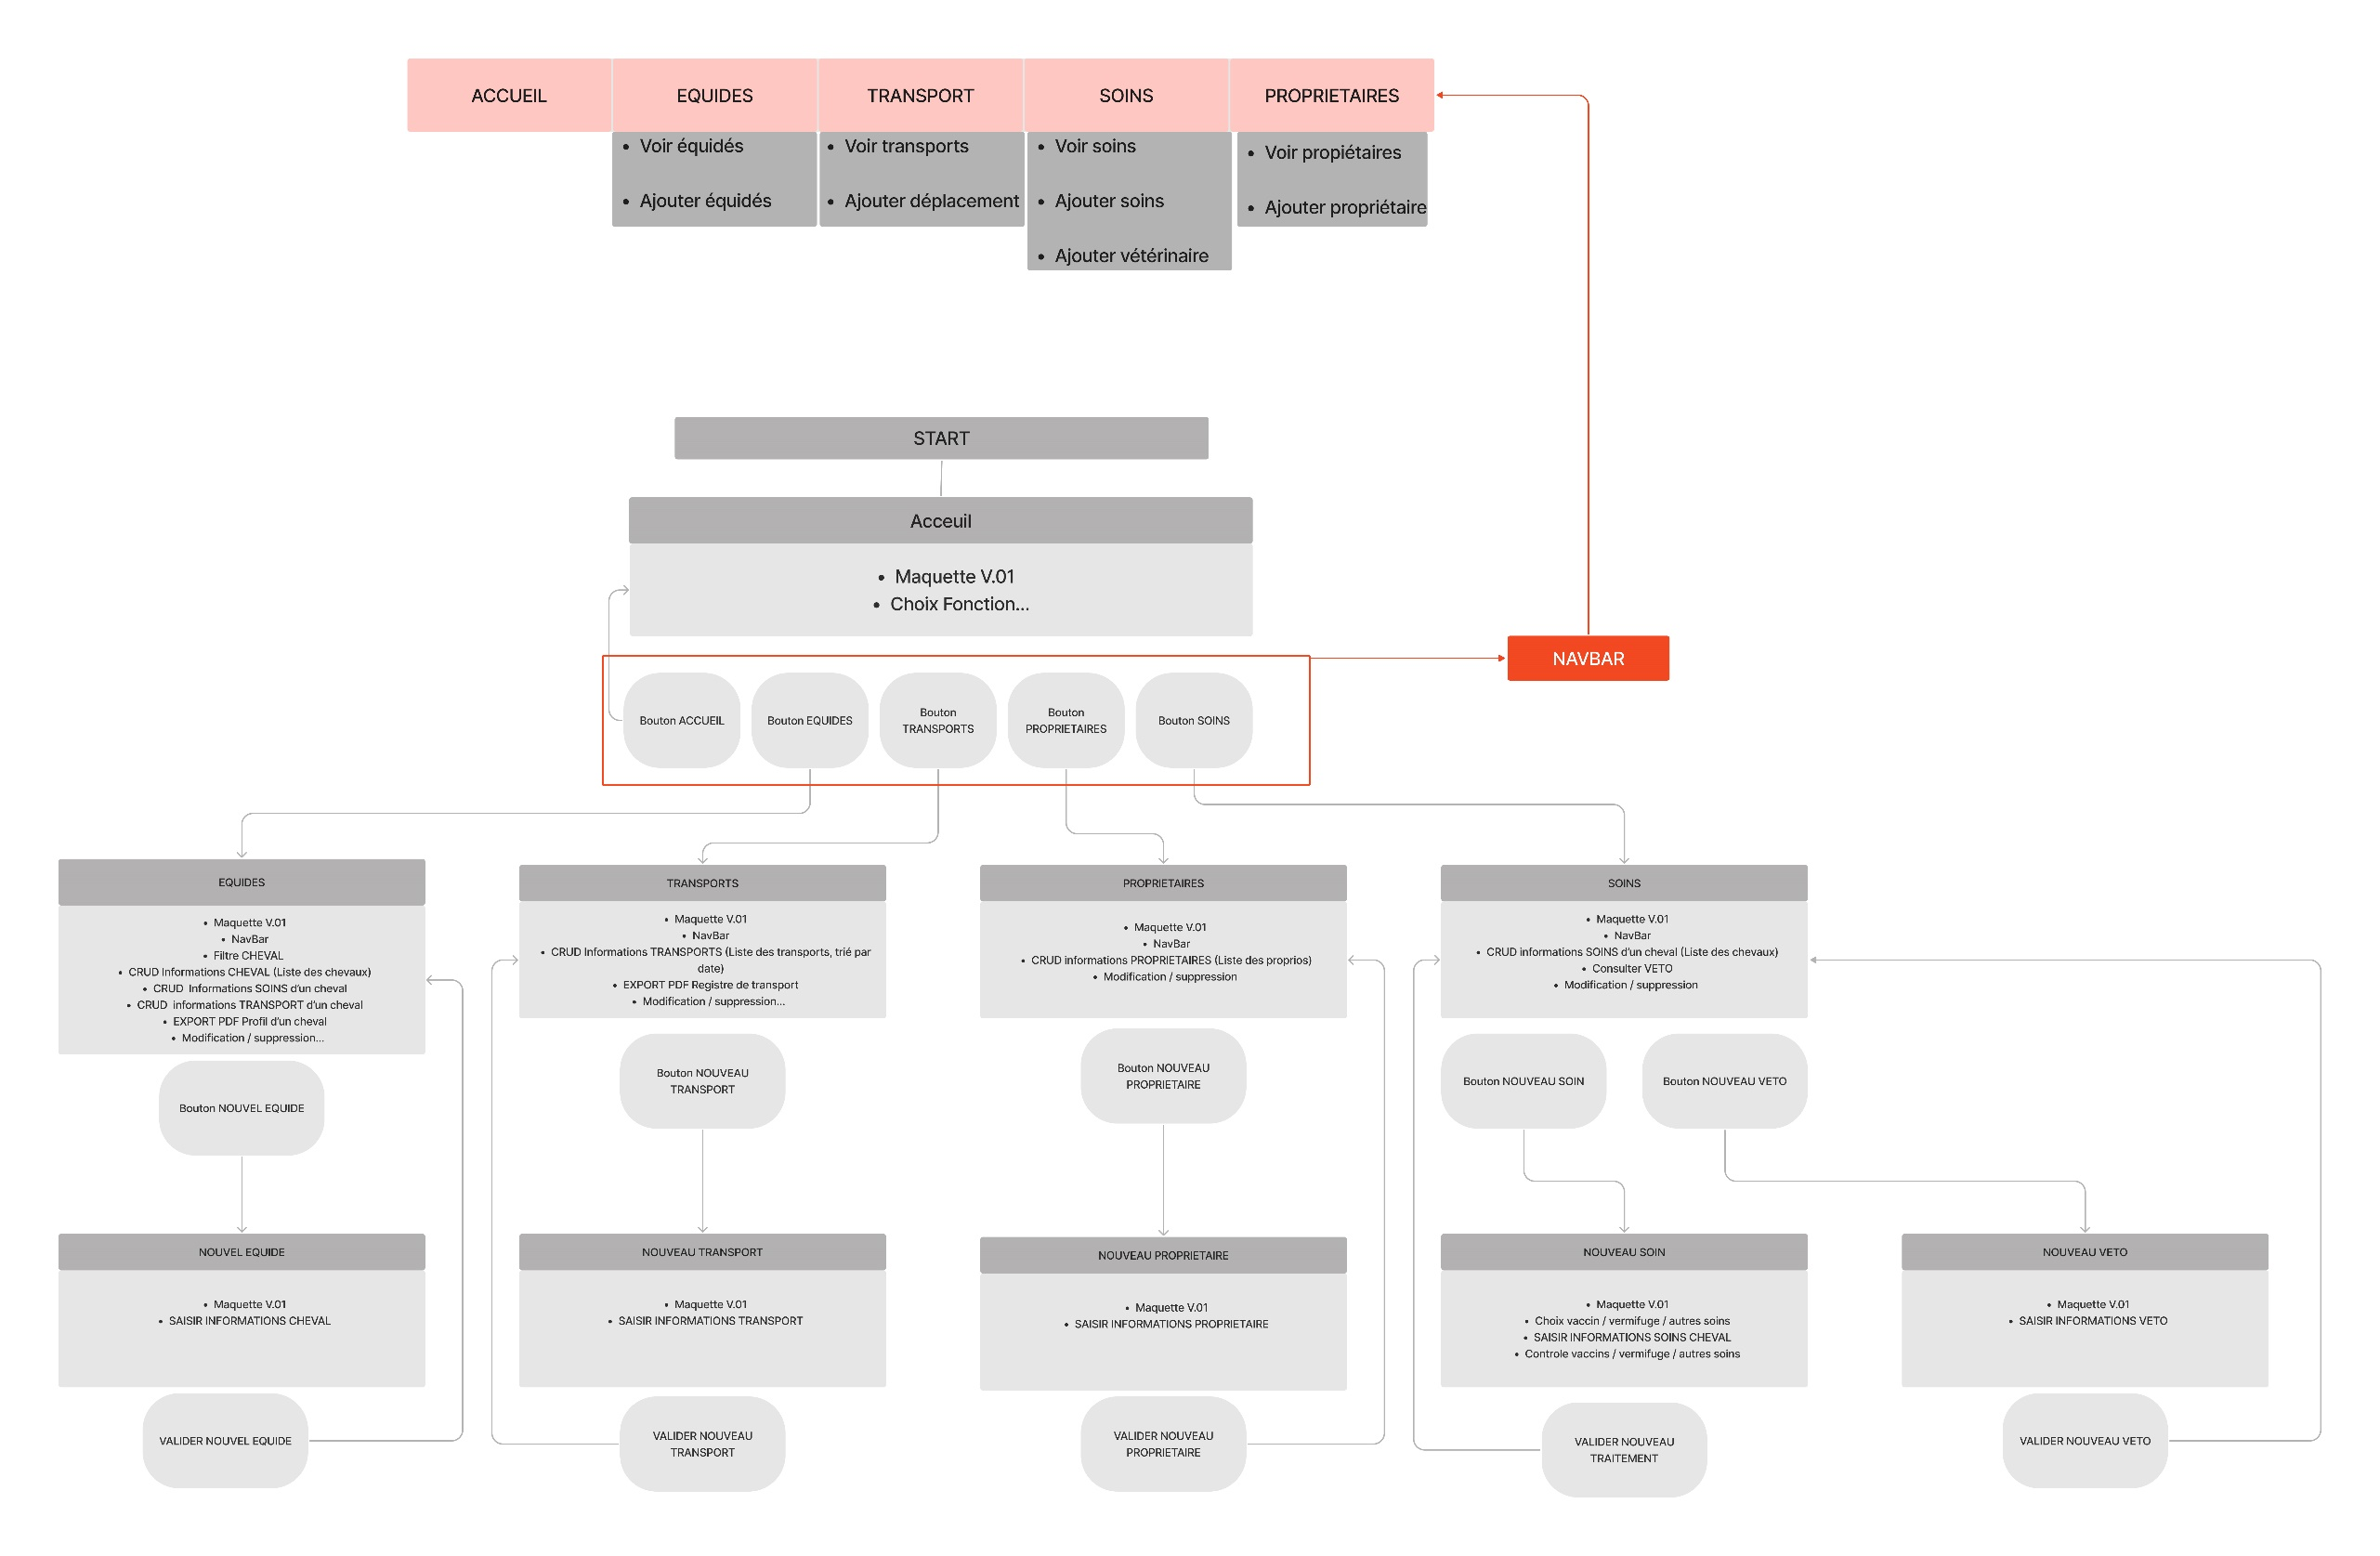 ACCUEIL
EQUIDES
TRANSPORT
SOINS
PROPRIETAIRES
• Voir équidés
• Ajouter équidés
• Voir transports
• Ajouter déplacement
• Voir soins
• Ajouter soins
• Ajouter vétérinaire
• Voir propiétaires
• Ajouter propriétaire
START
Acceuil
• Maquette V.01
• Choix Fonction...
NAVBAR
Bouton ACCUEIL
Bouton EQUIDES
Bouton
TRANSPORTS
Bouton
PROPRIETAIRES
Bouton SOINS
EQUIDES
• Maquette V.01
• NavBar
• Filtre CHEVAL
• CRUD Informations CHEVAL (Liste des chevaux)
• CRUD Informations SOINS d'un cheval
• CRUD informations TRANSPORT d'un cheval
• EXPORT PDF Profil d'un cheval
• Modification / suppression...
Bouton NOUVEL EQUIDE
NOUVEL EQUIDE
• Maquette V.01
• SAISIR INFORMATIONS CHEVAL
VALIDER NOUVEL EQUIDE
TRANSPORTS
• Maquette V.01
• NavBar
• CRUD Informations TRANSPORTS (Liste des transports, trié par
date)
• EXPORT PDF Registre de transport
• Modification / suppression...
Bouton NOUVEAU
TRANSPORT
NOUVEAU TRANSPORT
• Maquette V.01
• SAISIR INFORMATIONS TRANSPORT
VALIDER NOUVEAU
TRANSPORT
PROPRIETAIRES
• Maquette V.01
• NavBar
• CRUD informations PROPRIETAIRES (Liste des proprios)
• Modification / suppression
Bouton NOUVEAU
PROPRIETAIRE
NOUVEAU PROPRIETAIRE
• Maquette V.01
• SAISIR INFORMATIONS PROPRIETAIRE
VALIDER NOUVEAU
PROPRIETAIRE
SOINS
• Maquette V.01
• NavBar
• CRUD informations SOINS d'un cheval (Liste des chevaux)
• Consulter VETO
• Modification / suppression
Bouton NOUVEAU SOIN
Bouton NOUVEAU VETO
NOUVEAU SOIN
• Maquette V.01
• Choix vaccin / vermifuge / autres soins
• SAISIR INFORMATIONS SOINS CHEVAL
• Controle vaccins / vermifuge / autres soins
VALIDER NOUVEAU
TRAITEMENT
NOUVEAU VETO
• Maquette V.01
• SAISIR INFORMATIONS VETO
VALIDER NOUVEAU VETO